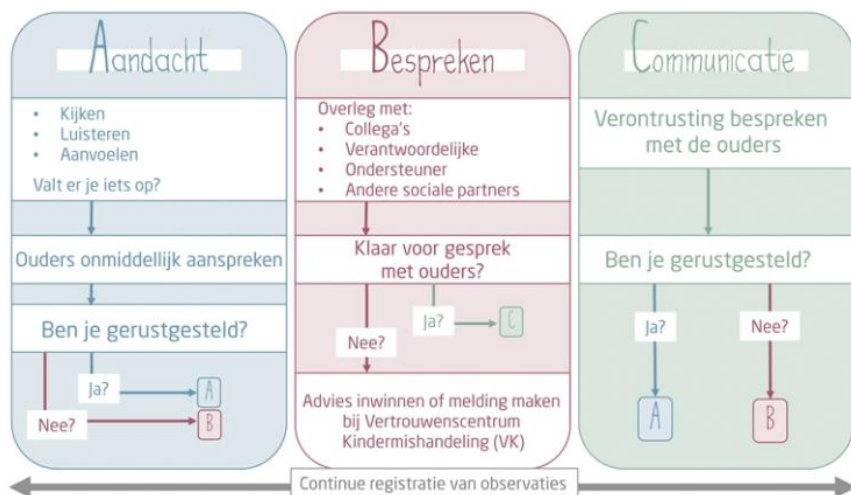 Aandacht
• Kijken
• Luisteren
• Aanvoelen
Valt er je iets op?
Ouders onmiddellijk aanspreken
Ben je gerustgesteld?
Ja?
A
Nee?
B
Bespreken
Overleg met:
• Collega's
• Verantwoordelijke
• Ondersteuner
• Andere sociale partners
Klaar voor gesprek
met ouders?
Ja?
C
Nee?
Advies inwinnen of melding maken
bij Vertrouwenscentrum
Kindermishandeling (VK)
Communicatie
Verontrusting bespreken
met de ouders
Ben je gerustgesteld?
Ja?
Nee?
A
B
Continue registratie van observaties